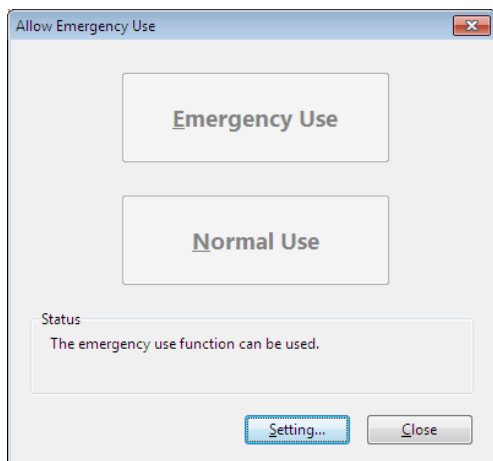 Allow Emergency Use
Emergency Use
Normal Use
Status
The emergency use function can be used.
Setting...
Close